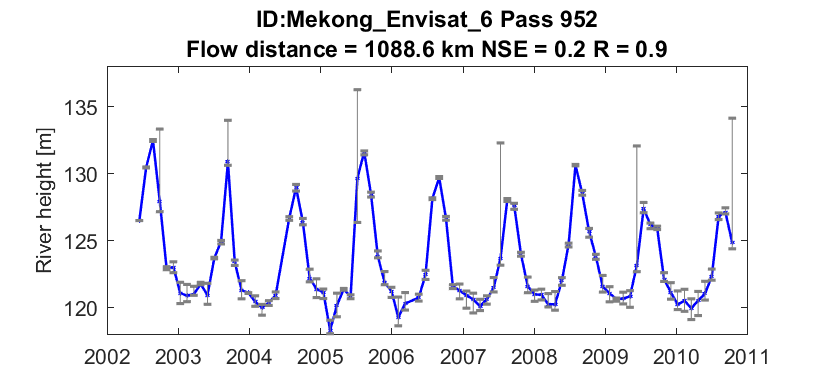 ID:Mekong_Envisat_6 Pass 952
Flow distance = 1088.6 km NSE = 0.2 R = 0.9
River height [m]
135
130
125
120
2002 2003 2004 2005 2006 2007 2008 2009 2010 2011